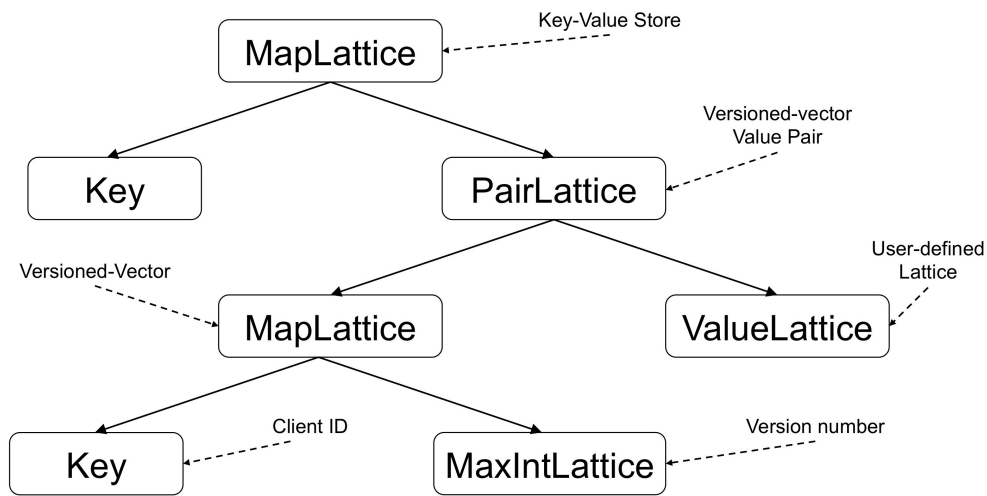 Key-Value Store
MapLattice
Versioned-vector
Value Pair
Key
PairLattice
User-defined
Lattice
Versioned-Vector
MapLattice
ValueLattice
Client ID
Version number
Key
MaxIntLattice